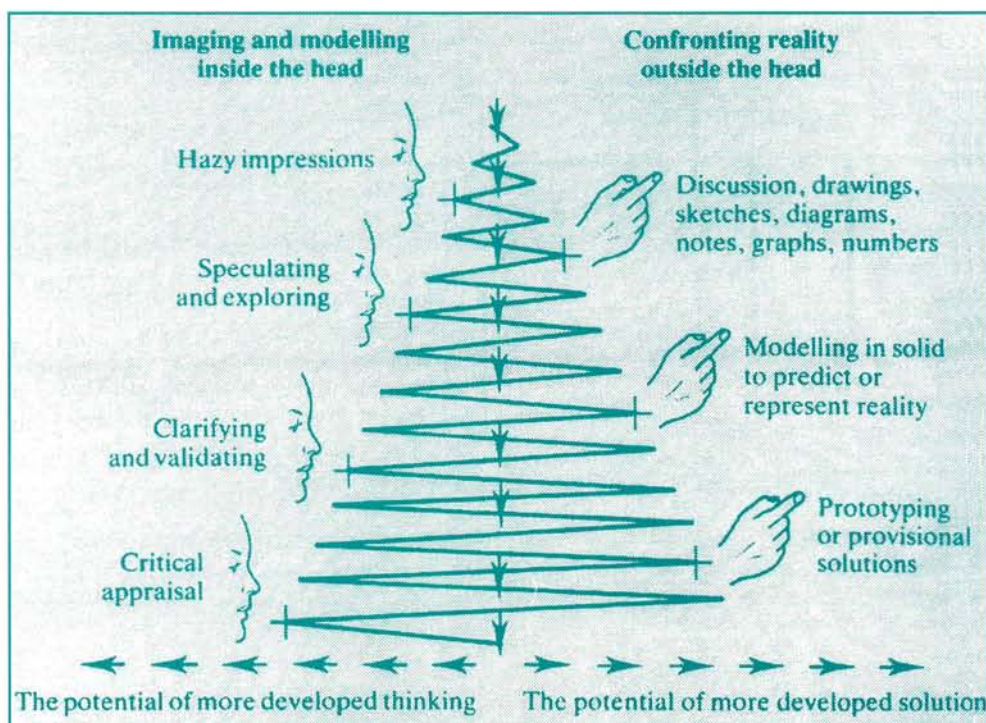 Imaging and modelling
inside the head
Confronting reality
outside the head
Hazy impressions
Discussion, drawings,
sketches, diagrams,
notes, graphs, numbers
Speculating
and exploring
Modelling in solid
to predict or
represent reality
Clarifying
and validating
Prototyping
or provisional
solutions
Critical
appraisal
The potential of more developed thinking
The potential of more developed solution